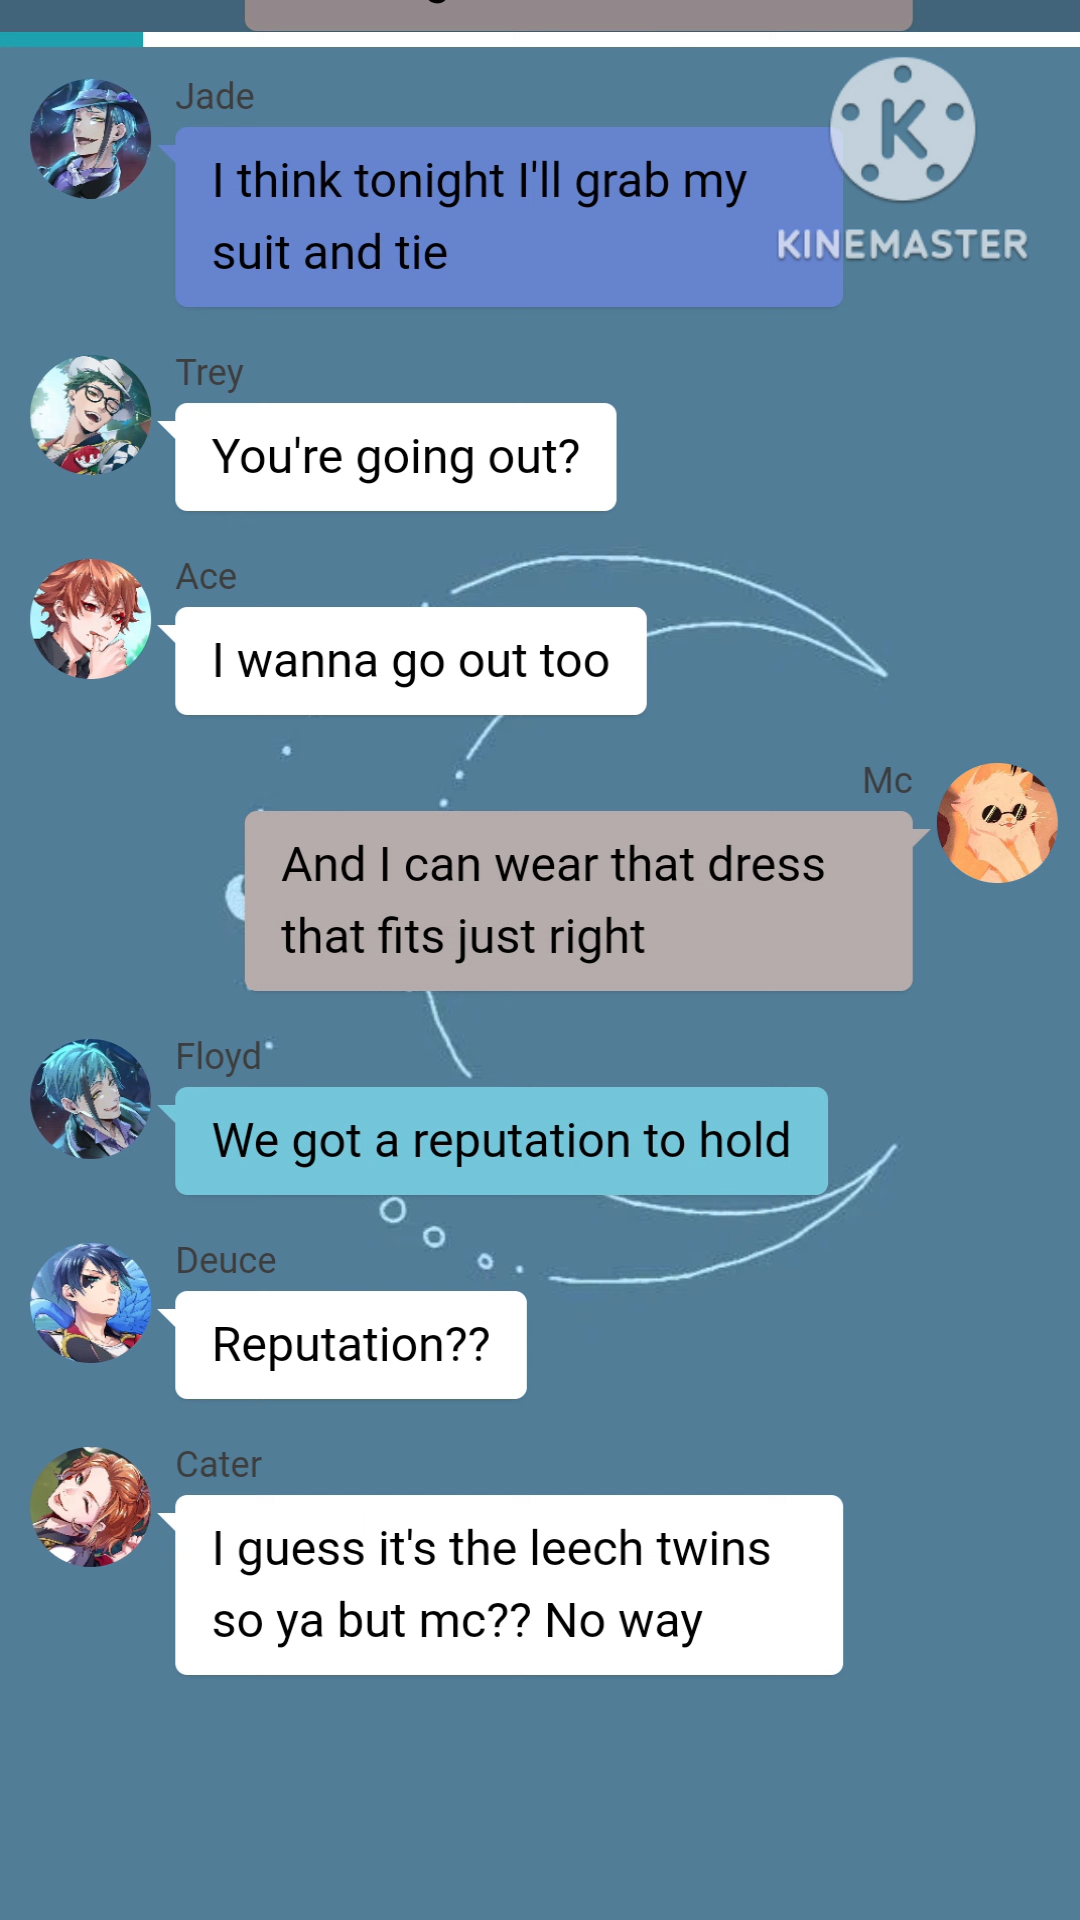 Jade
I think tonight I'll grab my
suit and tie
K
KINEMASTER
Trey
You're going out?
Ace
I wanna go out too
Mc
And I can wear that dress
that fits just right
Floyd
We got a reputation to hold
Deuce
Reputation??
Cater
I guess it's the leech twins
so ya but mc?? No way